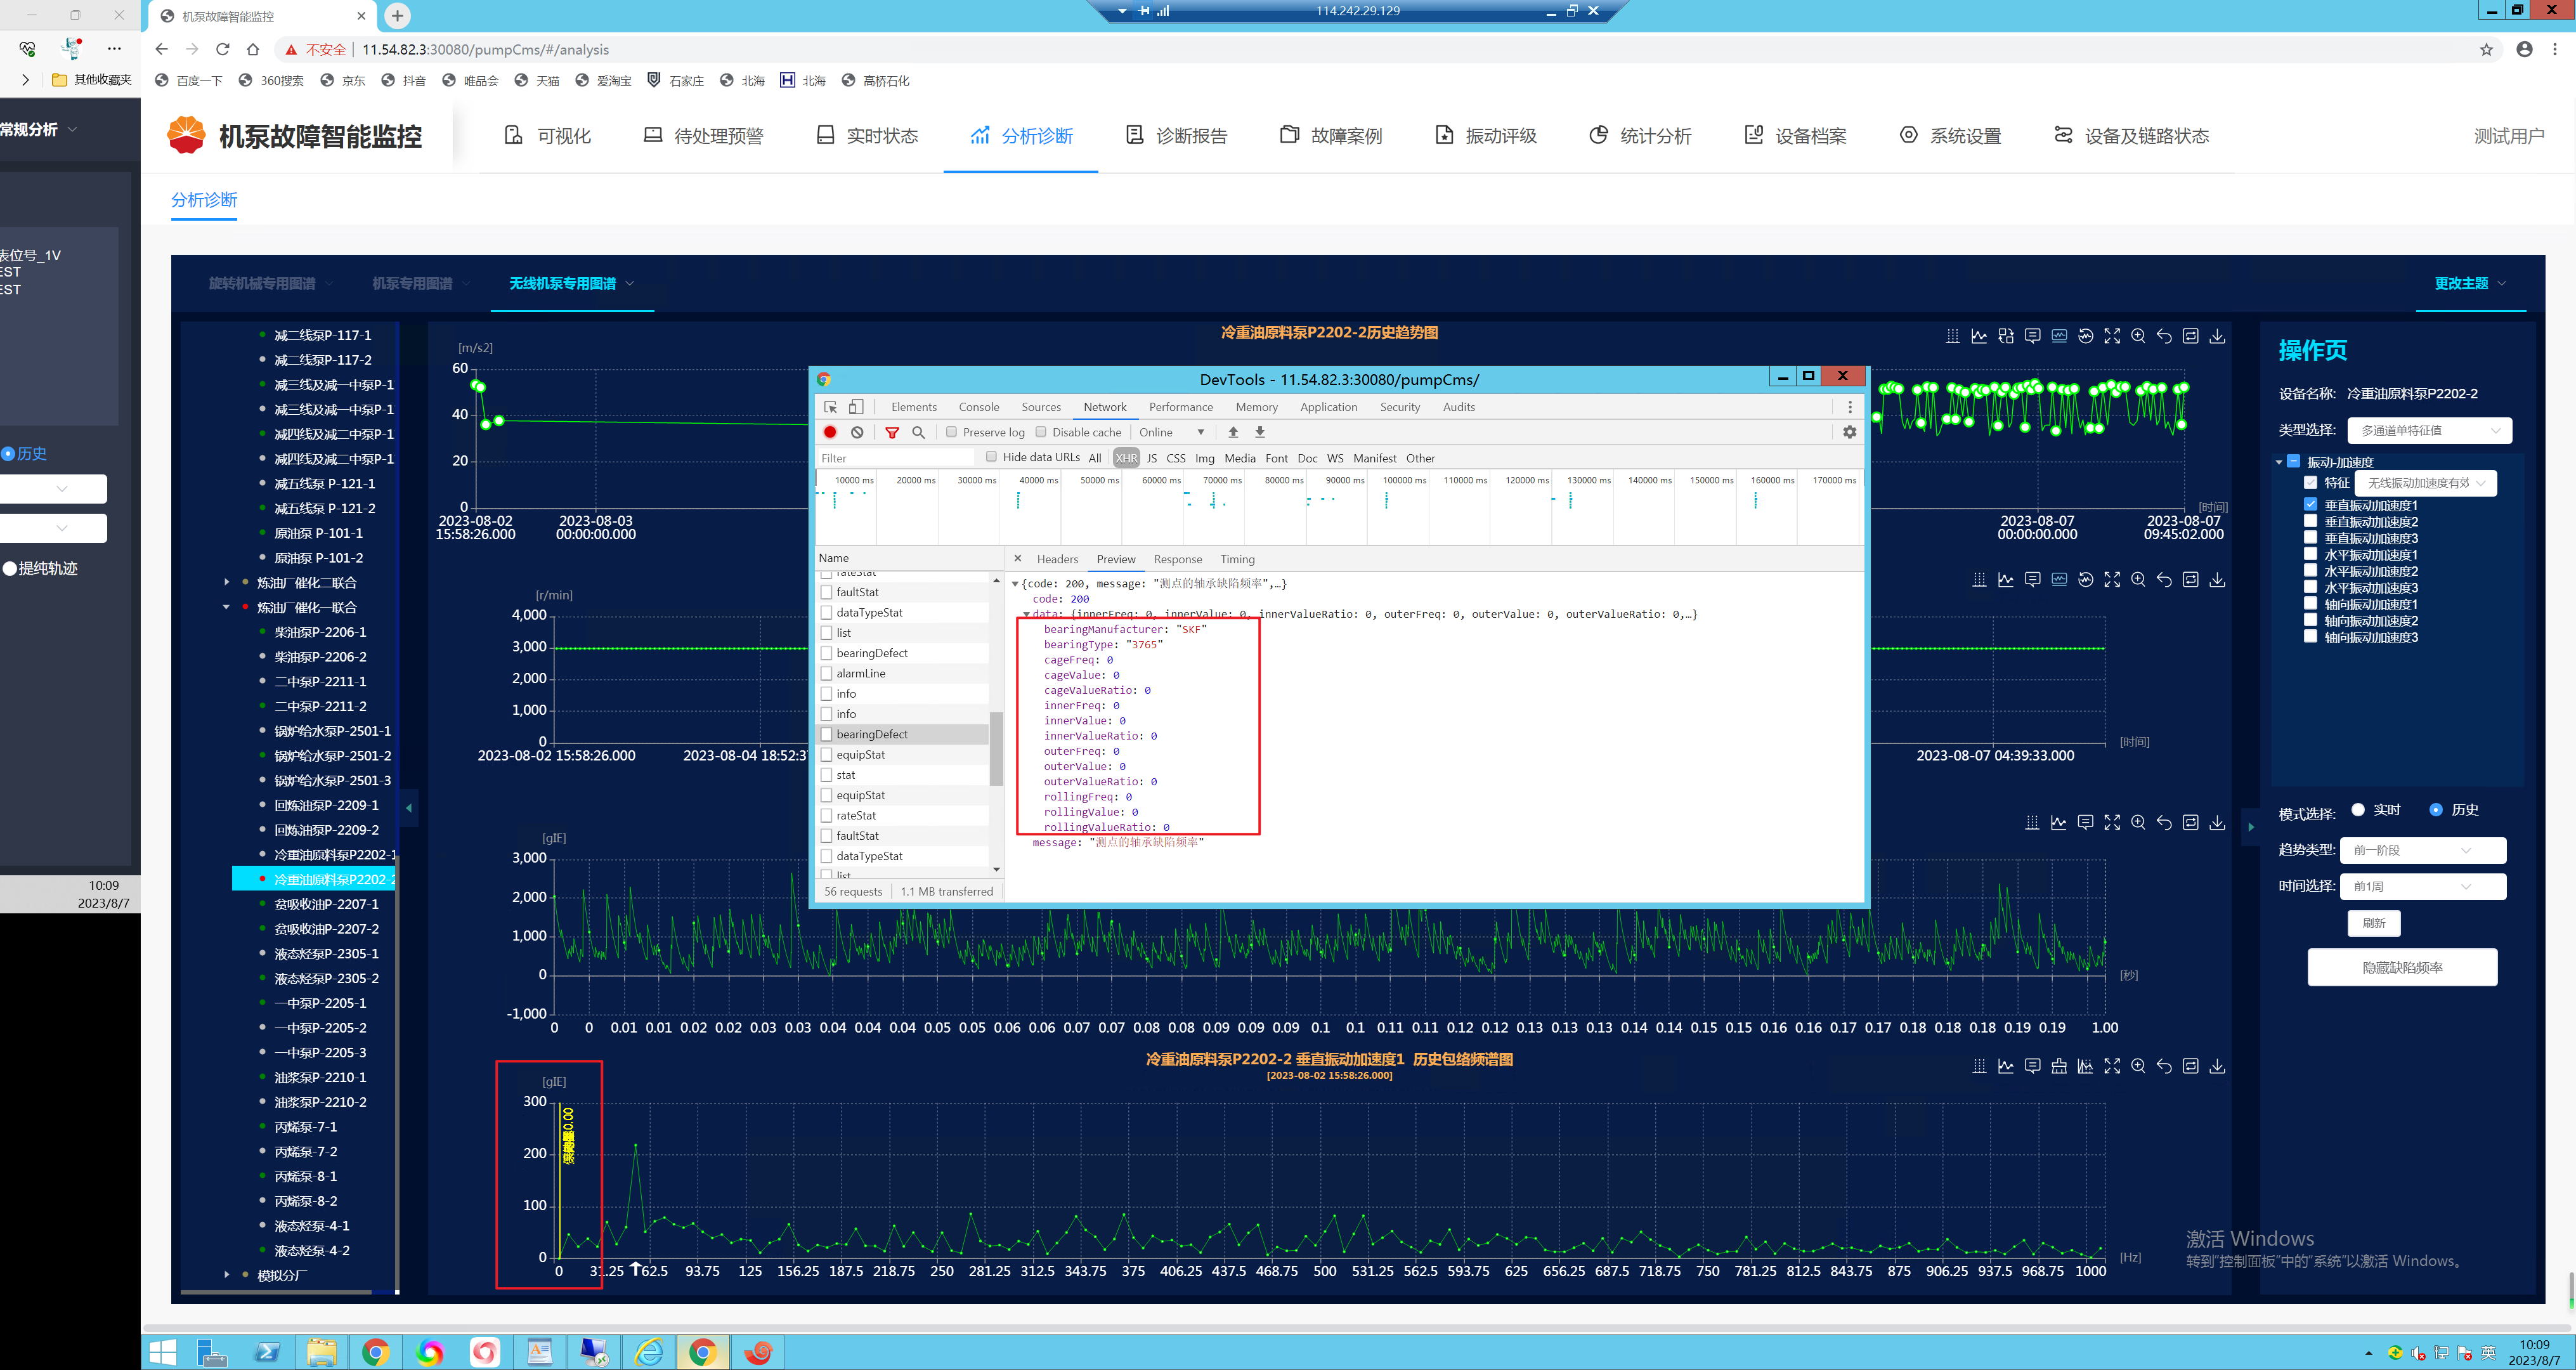 机泵故障智能监控
114.242.29.129
不安全 11.54.82.3:30080/pumpCms/#/analysis
其他收藏夹
百度一下 360搜索 京东 抖音 唯品会 天猫 爱淘宝 石家庄 北海 北海 高桥石化
常规分析
机泵故障智能监控
可视化 待处理预警 实时状态 分析诊断 诊断报告 故障案例 振动评级 统计分析 设备档案 系统设置 设备及链路状态 测试用户
分析诊断
表位号_1V
EST
EST
历史
提纯轨迹
10:09
2023/8/7
旋转机械专用图谱 机泵专用图谱 无线机泵专用图谱 更改主题
减二线泵P-117-1
减二线泵P-117-2
减三线及减一中泵P-1
减三线及减一中泵P-1
减四线及减二中泵P-1
减四线及减二中泵P-1
减五线泵 P-121-1
减五线泵 P-121-2
原油泵 P-101-1
原油泵 P-101-2
炼油厂催化二联合
炼油厂催化一联合
柴油泵P-2206-1
柴油泵P-2206-2
二中泵P-2211-1
二中泵P-2211-2
锅炉给水泵P-2501-1
锅炉给水泵P-2501-2
锅炉给水泵P-2501-3
回炼油泵P-2209-1
回炼油泵P-2209-2
冷重油原料泵P2202-1
冷重油原料泵P2202-2
贫吸收油P-2207-1
贫吸收油P-2207-2
液态烃泵P-2305-1
液态烃泵P-2305-2
一中泵P-2205-1
一中泵P-2205-2
一中泵P-2205-3
油浆泵P-2210-1
油浆泵P-2210-2
丙烯泵-7-1
丙烯泵-7-2
丙烯泵-8-1
丙烯泵-8-2
液态烃泵-4-1
液态烃泵-4-2
模拟分厂
冷重油原料泵P2202-2历史趋势图
[m/s2]
60
40
20
0
2023-08-02 15:58:26.000
2023-08-03 00:00:00.000
2023-08-07 00:00:00.000
2023-08-07 09:45:02.000
[时间]
[r/min]
4,000
3,000
2,000
1,000
0
2023-08-02 15:58:26.000 2023-08-04 18:52:3
2023-08-07 04:39:33.000
[时间]
DevTools - 11.54.82.3:30080/pumpCms/
Elements Console Sources Network Performance Memory Application Security Audits
Preserve log Disable cache Online
Filter Hide data URLs All XHR JS CSS Img Media Font Doc WS Manifest Other
10000 ms 20000 ms 30000 ms 40000 ms 50000 ms 60000 ms 70000 ms 80000 ms 90000 ms 100000 ms 110000 ms 120000 ms 130000 ms 140000 ms 150000 ms 160000 ms 170000 ms
Name
rateStat
faultStat
dataTypeStat
list
bearingDefect
alarmLine
info
info
bearingDefect
equipStat
stat
equipStat
rateStat
faultStat
dataTypeStat
list
56 requests 1.1 MB transferred
Headers Preview Response Timing
{code: 200, message: "测点的轴承缺陷频率",…}
code: 200
data: {innerFreq: 0, innerValue: 0, innerValueRatio: 0, outerFreq: 0, outerValue: 0, outerValueRatio: 0,…}
bearingManufacturer: "SKF"
bearingType: "3765"
cageFreq: 0
cageValue: 0
cageValueRatio: 0
innerFreq: 0
innerValue: 0
innerValueRatio: 0
outerFreq: 0
outerValue: 0
outerValueRatio: 0
rollingFreq: 0
rollingValue: 0
rollingValueRatio: 0
message: "测点的轴承缺陷频率"
[gIE]
3,000
2,000
1,000
0
-1,000
0 0 0.01 0.01 0.02 0.02 0.03 0.03 0.04 0.04 0.04 0.05 0.05 0.06 0.06 0.07 0.07 0.08 0.08 0.09 0.09 0.09 0.1 0.1 0.11 0.11 0.12 0.12 0.13 0.13 0.13 0.14 0.14 0.15 0.15 0.16 0.16 0.17 0.17 0.18 0.18 0.18 0.19 0.19 1.00
[秒]
冷重油原料泵P2202-2 垂直振动加速度1 历史包络频谱图
[2023-08-02 15:58:26.000]
[gIE]
300
200
100
0
0.00
0 31.25 62.5 93.75 125 156.25 187.5 218.75 250 281.25 312.5 343.75 375 406.25 437.5 468.75 500 531.25 562.5 593.75 625 656.25 687.5 718.75 750 781.25 812.5 843.75 875 906.25 937.5 968.75 1000
[Hz]
操作页
设备名称: 冷重油原料泵P2202-2
类型选择: 多通道单特征值
振动-加速度
特征 无线振动加速度有效
垂直振动加速度1
垂直振动加速度2
垂直振动加速度3
水平振动加速度1
水平振动加速度2
水平振动加速度3
轴向振动加速度1
轴向振动加速度2
轴向振动加速度3
模式选择: 实时 历史
趋势类型: 前一阶段
时间选择: 前1周
刷新
隐藏缺陷频率
激活 Windows
转到"控制面板"中的"系统"以激活 Windows。
英
10:09
2023/8/7